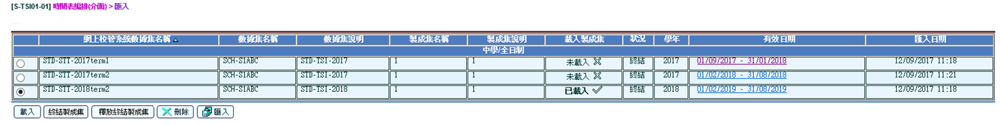 [S-TSI01-01] 時間表編排(介面) > 匯入
網上校管系統數據集名稱 數據集名稱 數據集說明 製成集名稱 製成集說明 載入製成集 狀況 學年 有效日期 匯入日期
中學/全日制
STD-STT-2017term1 SCH-S1ABC STD-TSI-2017 1 1 未載入 終結 2017 01/09/2017 - 31/01/2018 12/09/2017 11:18
STD-STT-2017term2 SCH-S1ABC STD-TSI-2017 1 1 未載入 終結 2017 01/02/2018 - 31/08/2018 12/09/2017 11:21
STD-STT-2018term2 SCH-S1ABC STD-TSI-2018 1 1 已載入 終結 2018 01/02/2019 - 31/08/2019 12/09/2017 11:18
載入 終結製成集 釋放終結製成集 刪除 匯入